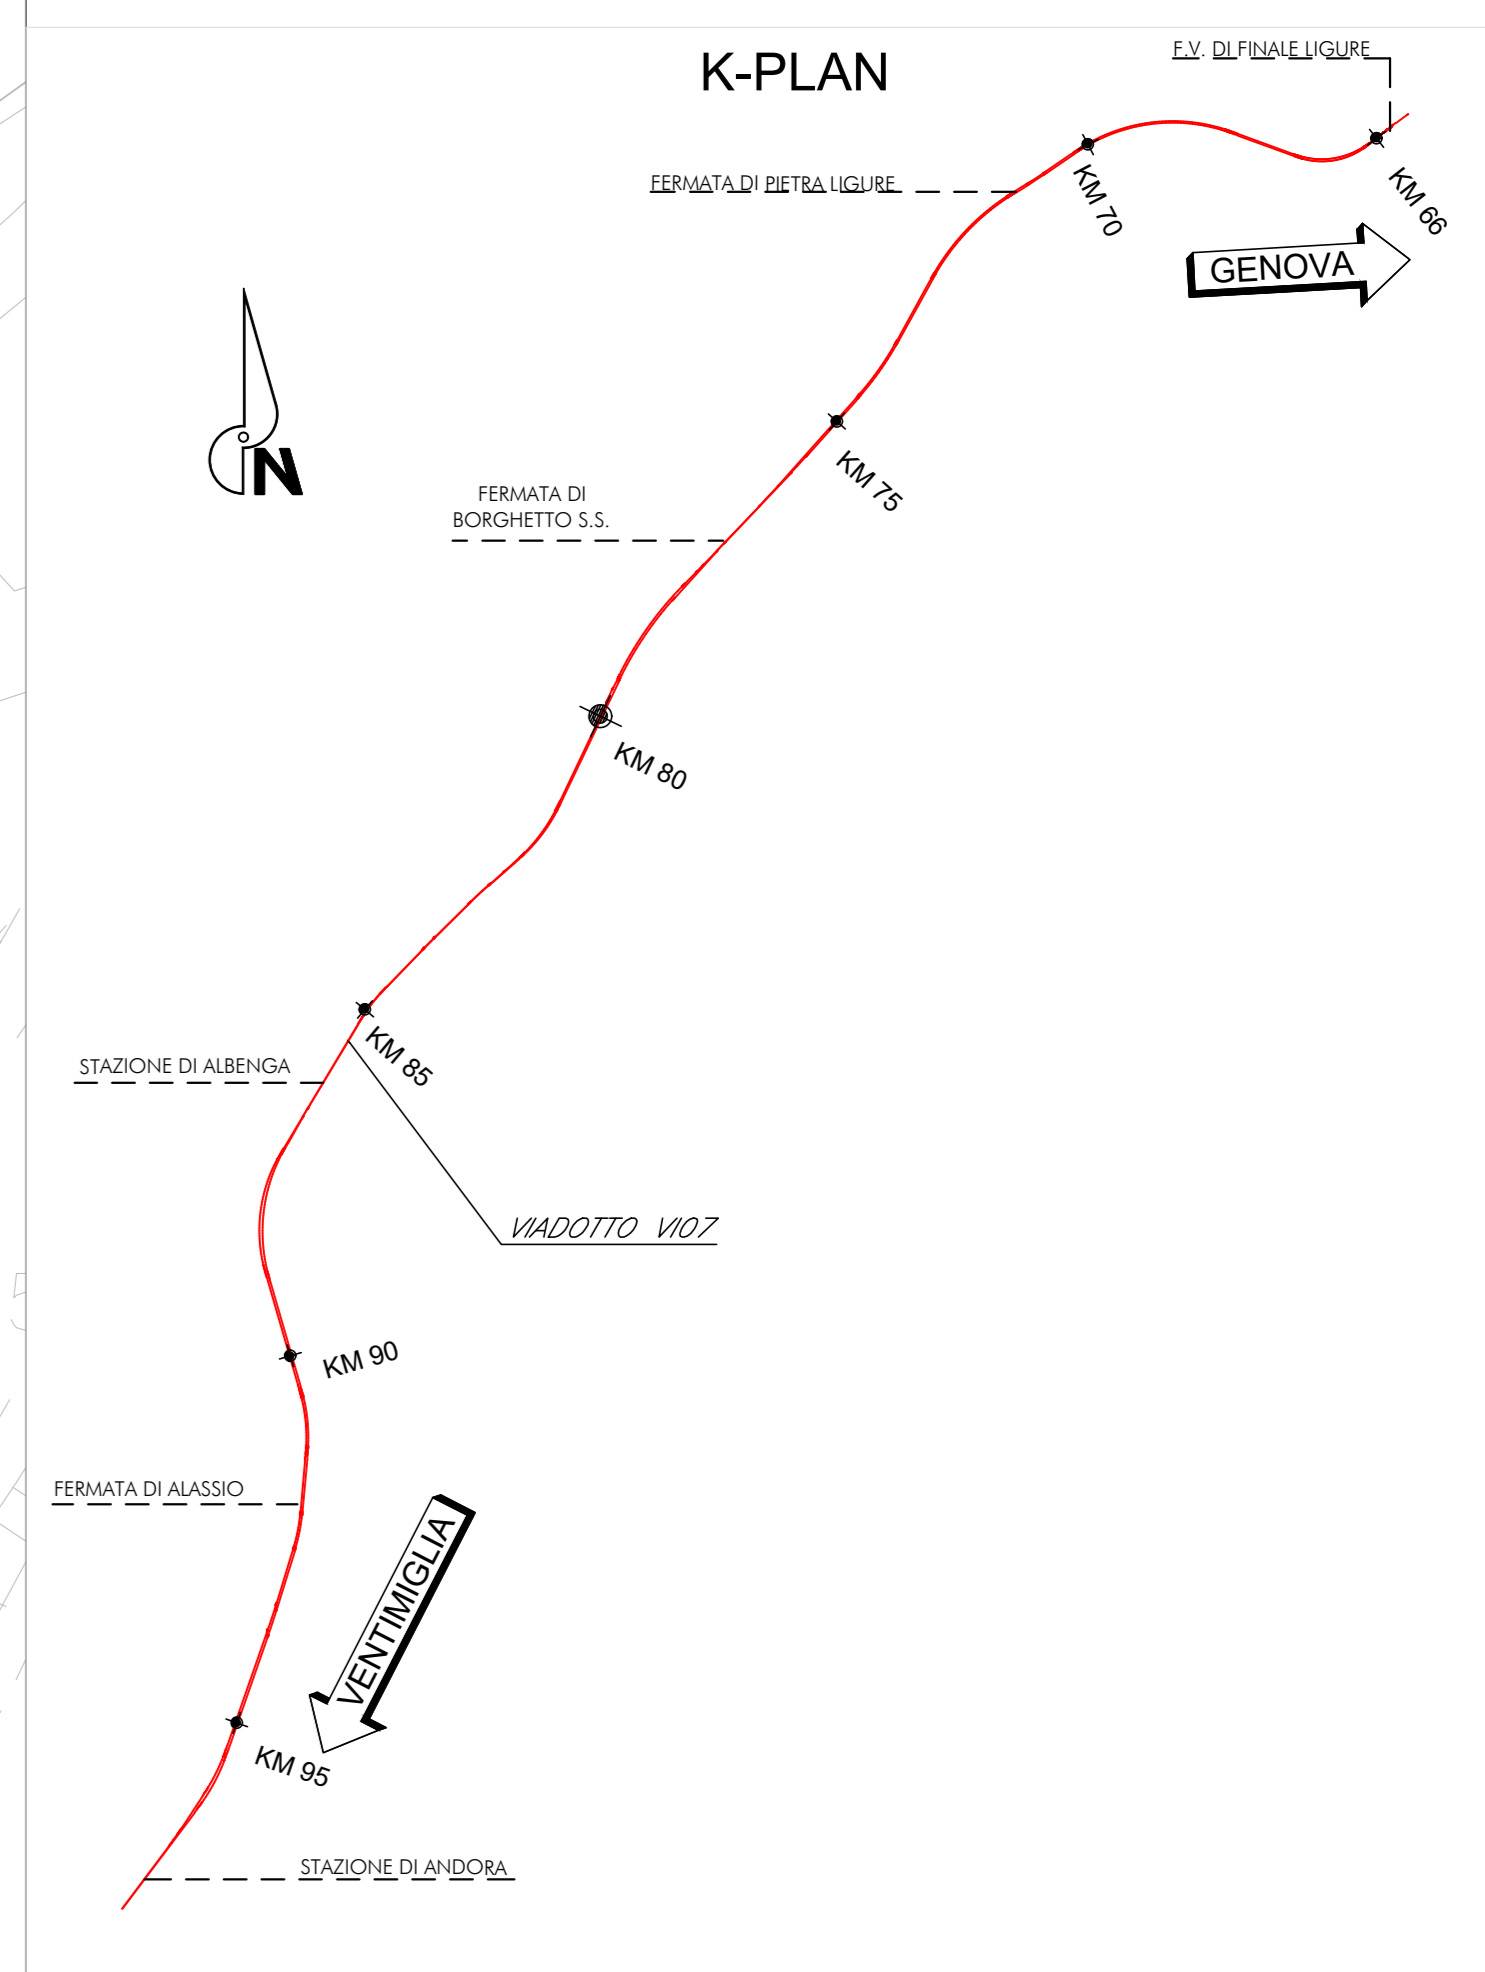 K-PLAN
F.V. DI FINALE LIGURE
FERMATA DI PIETRA LIGURE
KM 70
KM 66
GENOVA
N
KM 75
FERMATA DI
BORGHETTO S.S.
KM 80
KM 85
STAZIONE DI ALBENGA
VIADOTTO VI07
KM 90
FERMATA DI ALASSIO
VENTIMIGLIA
KM 95
STAZIONE DI ANDORA